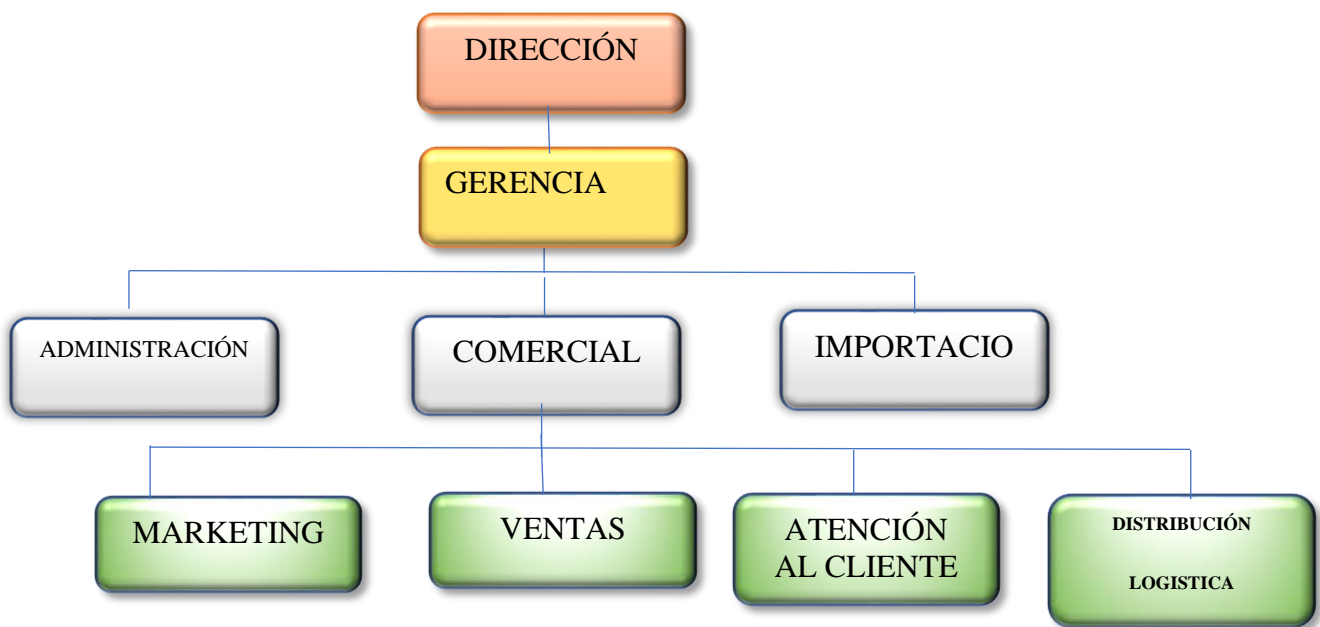 DIRECCIÓN
GERENCIA
ADMINISTRACIÓN
COMERCIAL
IMPORTACIO
MARKETING
VENTAS
ATENCIÓN
AL CLIENTE
DISTRIBUCIÓN
LOGISTICA